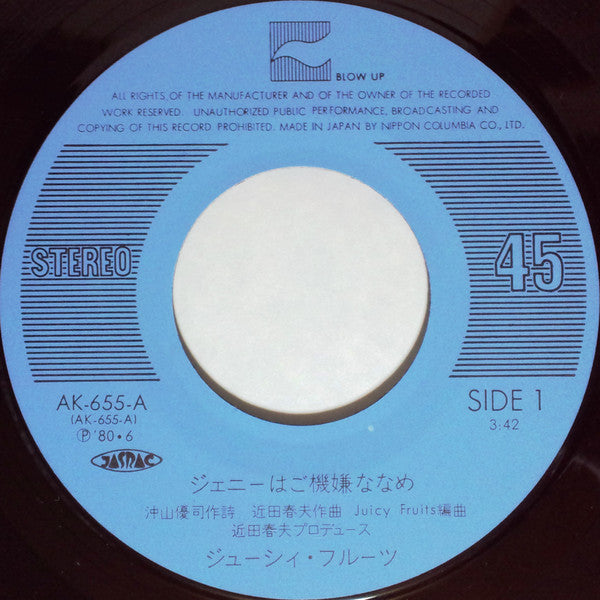 BLOW UP
ALL RIGHTS OF THE MANUFACTURER AND OF THE OWNER OF THE RECORDED
WORK RESERVED. UNAUTHORIZED PUBLIC PERFORMANCE, BROADCASTING AND
COPYING OF THIS RECORD PROHIBITED. MADE IN JAPAN BY NIPPON COLUMBIA CO., LTD.
STEREO
45
AK-655-A
(AK-655-A)
Ⓟ'80・6
JASRAC
SIDE 1
3:42
ジェニーはご機嫌ななめ
沖山優司作詩 近田春夫作曲 Juicy Fruits編曲
近田春夫プロデュース
ジューシィ・フルーツ